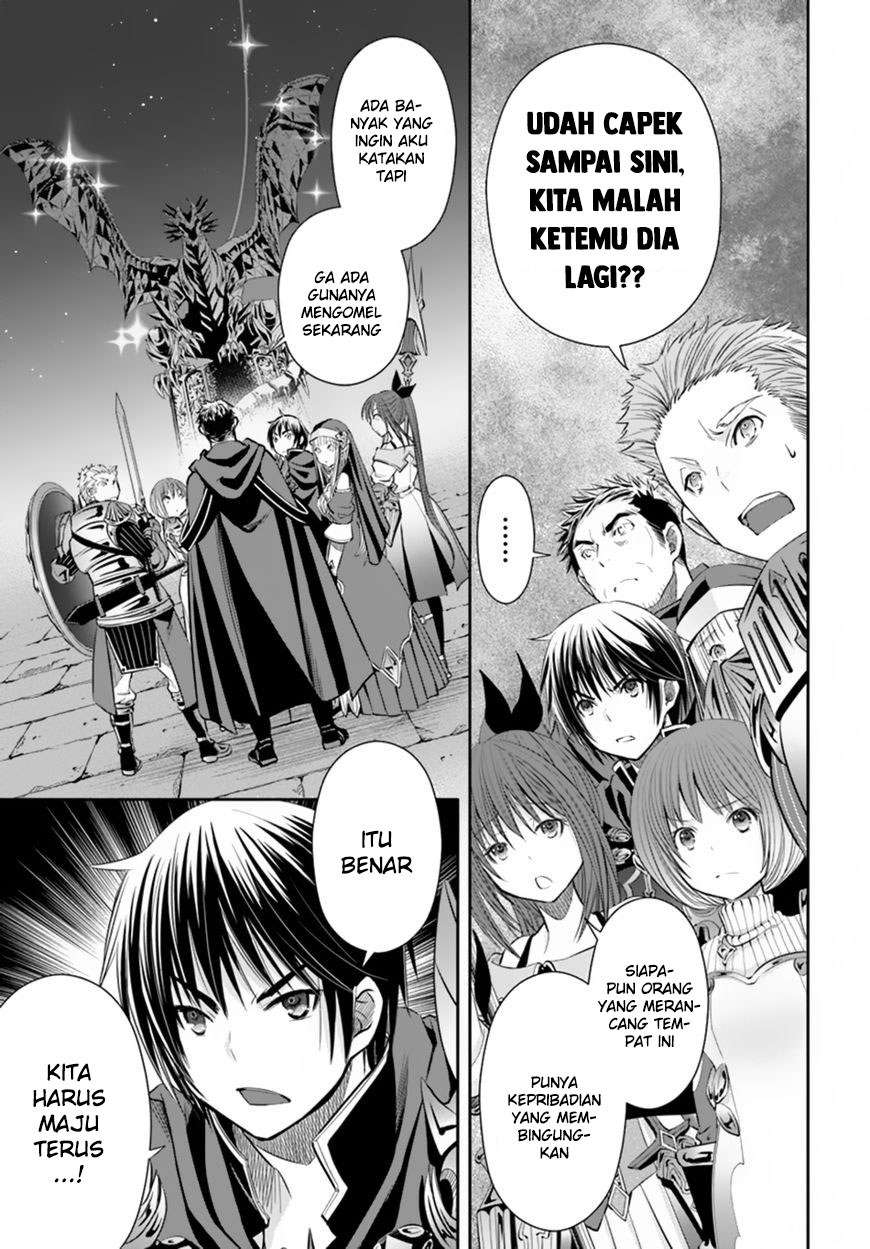 UDAH CAPEK
SAMPAI SINI,
KITA MALAH
KETEMU DIA
LAGI??
......
SIAPA-
PUN ORANG
YANG MERAN-
CANG TEM-
PAT INI
PUNYA
KEPRIBADIAN
YANG MEM-
BINGUNG-
KAN
ADA BA-
NYAK YANG
INGIN AKU
KATAKAN
TAPI
GA ADA
GUNANYA
MENGOMEL
SEKARANG
ITU
BENAR
KITA
HARUS
MAJU
TERUS
...!